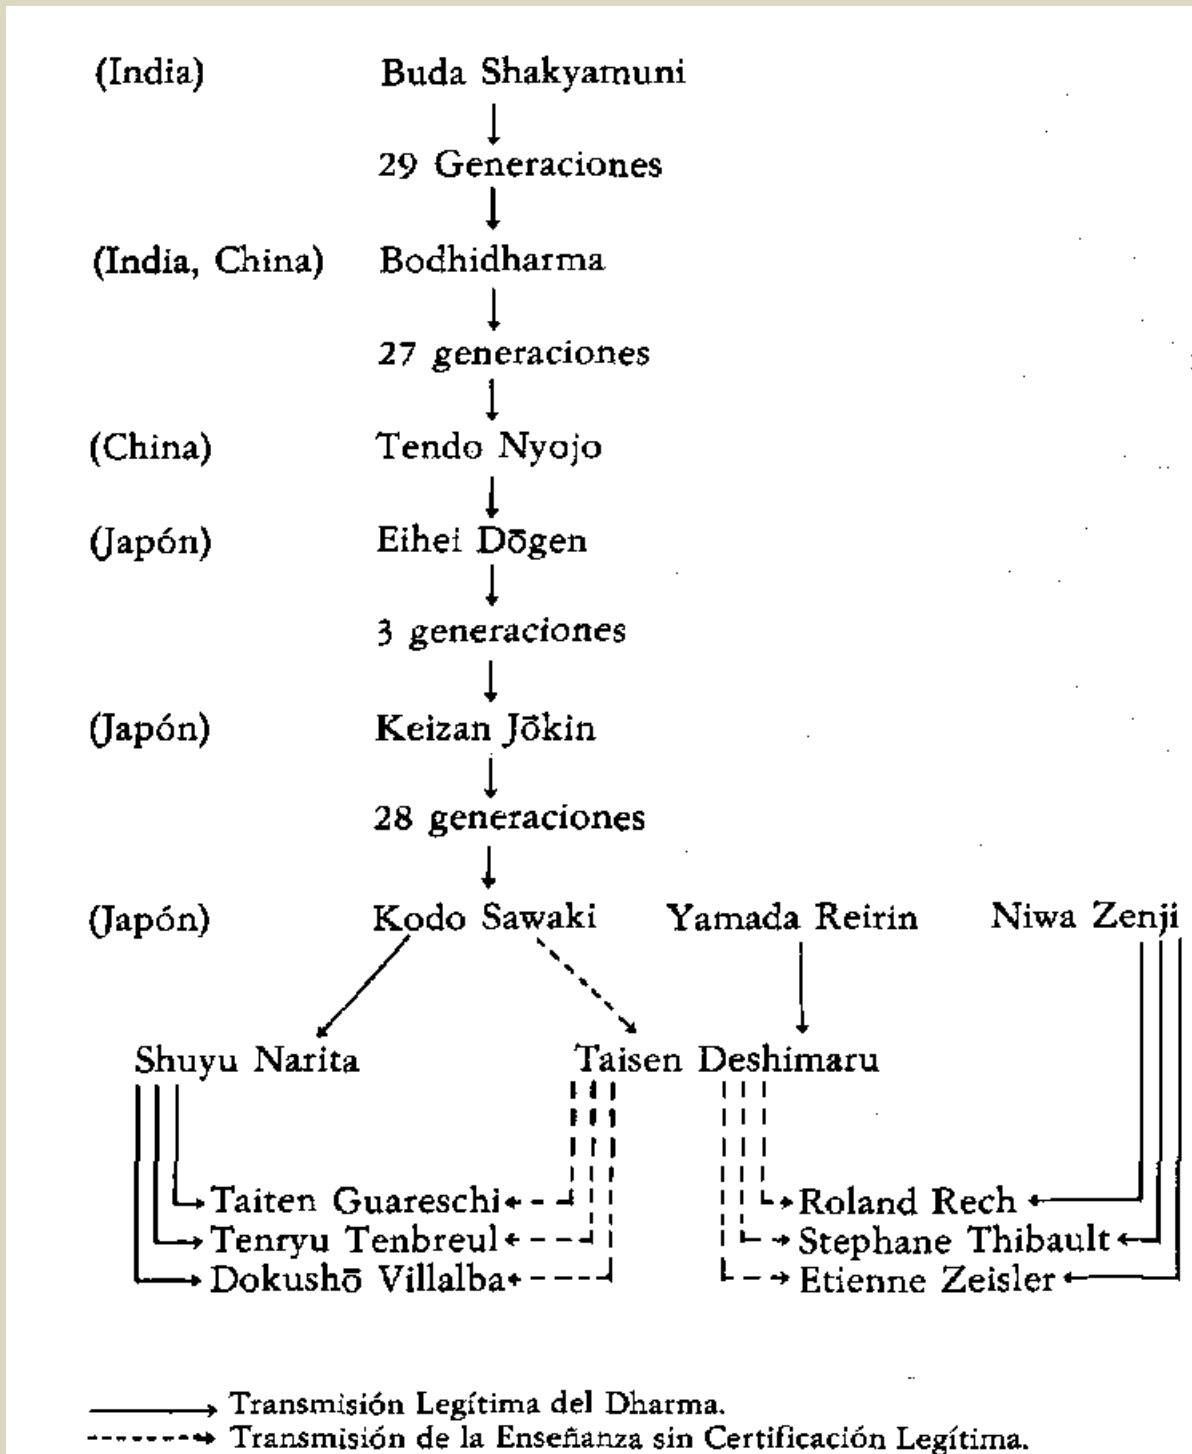 (India) Buda Shakyamuni
29 Generaciones
(India, China) Bodhidharma
27 generaciones
(China) Tendo Nyojo
(Japón) Eihei Dōgen
3 generaciones
(Japón) Keizan Jōkin
28 generaciones
(Japón) Kodo Sawaki Yamada Reirin Niwa Zenji
Shuyu Narita Taisen Deshimaru
Taiten Guareschi Roland Rech
Tenryu Tenbreul Stephane Thibault
Dokushō Villalba Etienne Zeisler
Transmisión Legítima del Dharma.
Transmisión de la Enseñanza sin Certificación Legítima.